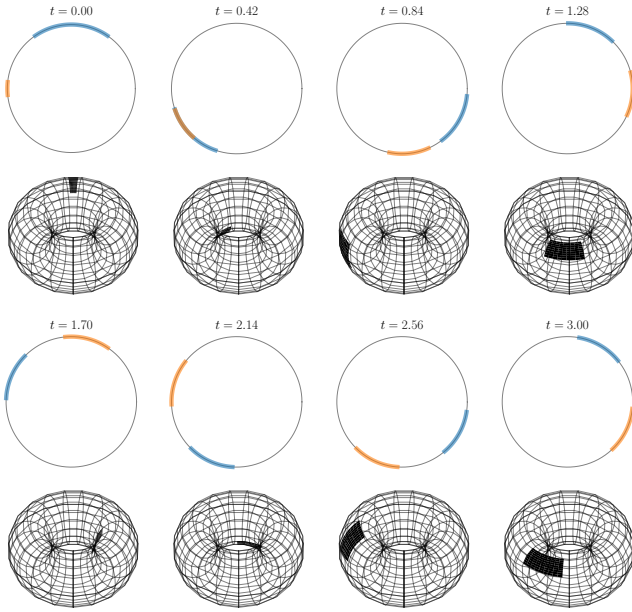 t = 0.00 t = 0.42 t = 0.84 t = 1.28
t = 1.70 t = 2.14 t = 2.56 t = 3.00